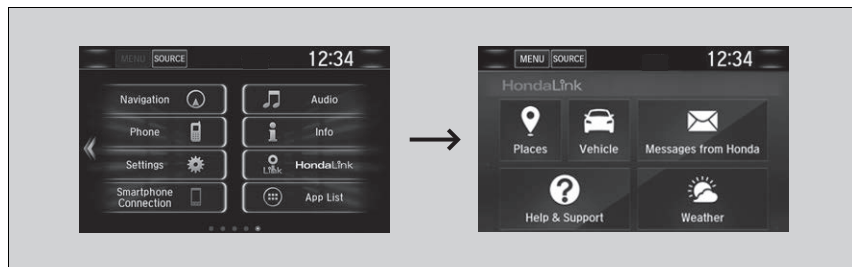 MENU SOURCE 12:34
Navigation
Audio
Phone
Info
Settings
Link HondaLink
Smartphone
Connection
App List
MENU SOURCE 12:34
HondaLink
Places
Vehicle
Messages from Honda
Help & Support
Weather